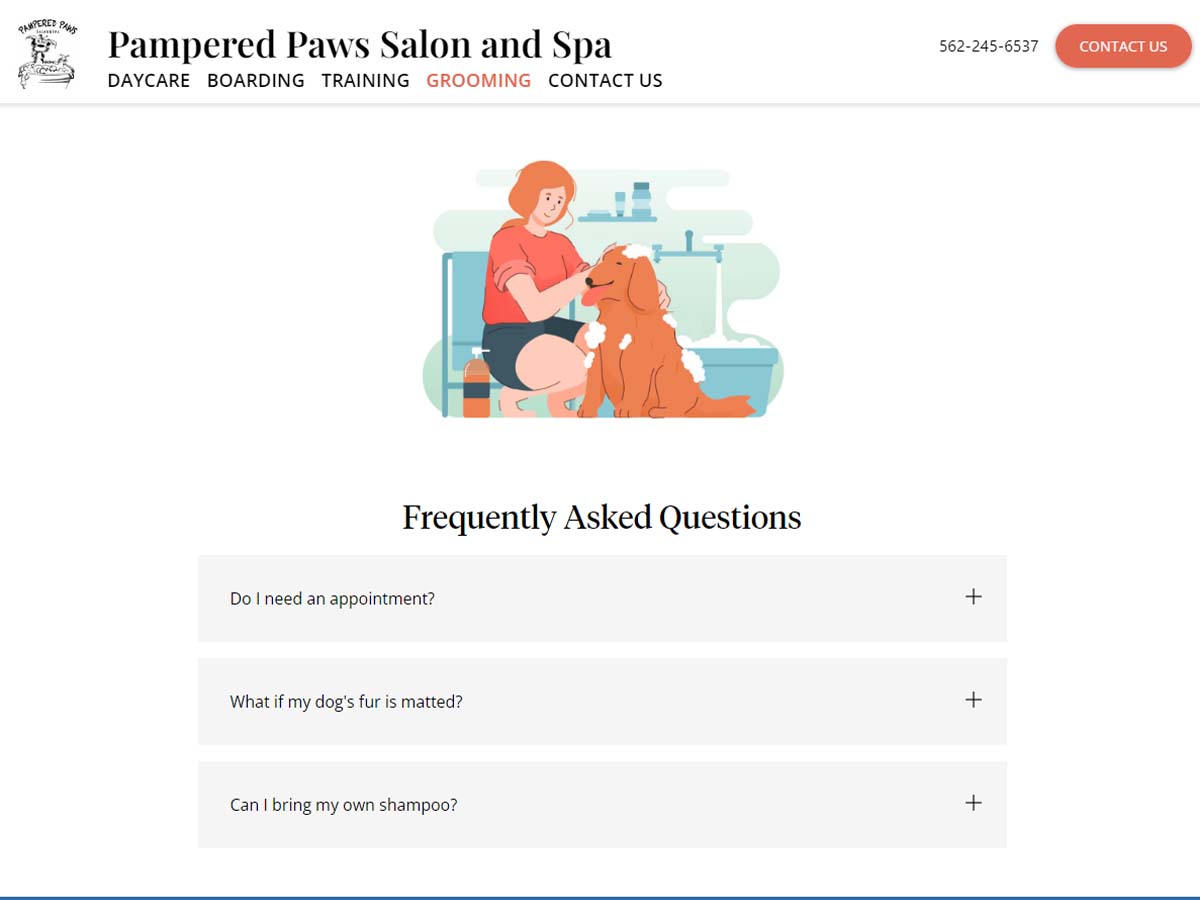 PAMPERED PAWS
Pampered Paws Salon and Spa
562-245-6537
CONTACT US
DAYCARE BOARDING TRAINING GROOMING CONTACT US
Frequently Asked Questions
Do I need an appointment?
What if my dog's fur is matted?
Can I bring my own shampoo?